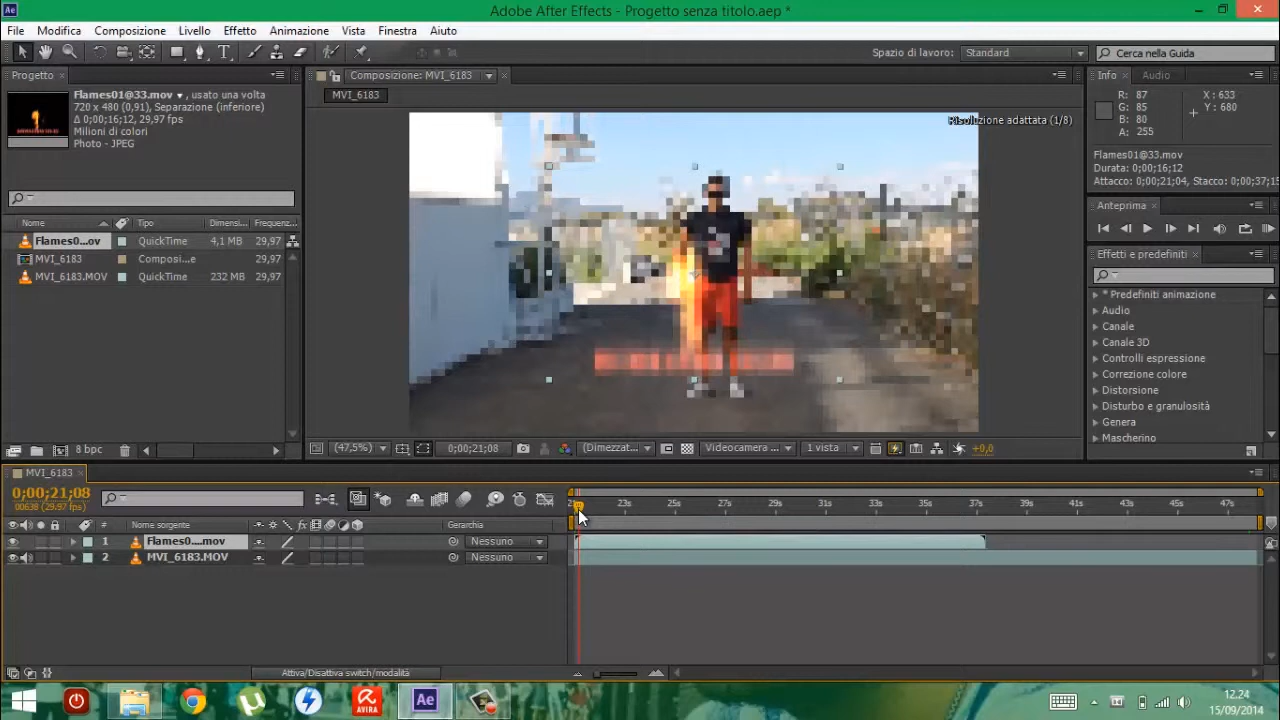 Ae Adobe After Effects - Progetto senza titolo.aep *
File Modifica Composizione Livello Effetto Animazione Vista Finestra Aiuto
Spazio di lavoro: Standard Cerca nella Guida
Progetto Composizione: MVI_6183 Info Audio
Flames01@33.mov , usato una volta
720 x 480 (0,91), Separazione (inferiore)
Δ 0;00;16;12, 29,97 fps
Milioni di colori
Photo - JPEG
MVI_6183
Risoluzione adattata (1/8)
R: 87 X: 633
G: 85 Y: 680
B: 80
A: 255
Flames01@33.mov
Durata: 0;00;16;12
Attacco: 0;00;21;04, Stacco: 0;00;37;15
Anteprima
Nome Tipo Dimensi... Frequenz...
Flames0...ov QuickTime 4,1 MB 29,97
MVI_6183 Composi...e 29,97
MVI_6183.MOV QuickTime 232 MB 29,97
Effetti e predefiniti
* Predefiniti animazione
Audio
Canale
Canale 3D
Controlli espressione
Correzione colore
Distorsione
Disturbo e granulosità
Mascherino
Genera
8 bpc
(47,5%) 0;00;21;08 (Dimezzat... Videocamera ... 1 vista +0,0
MVI_6183
0;00;21;08
00638 (29.97 fps)
23s 25s 27s 29s 31s 33s 35s 37s 39s 41s 43s 45s 47s
# Nome sorgente fx Gerarchia
1 Flames0....mov Nessuno
2 MVI_6183.MOV Nessuno
Attiva/Disattiva switch/modalità
AVIRA
Ae
12.24
15/09/2014